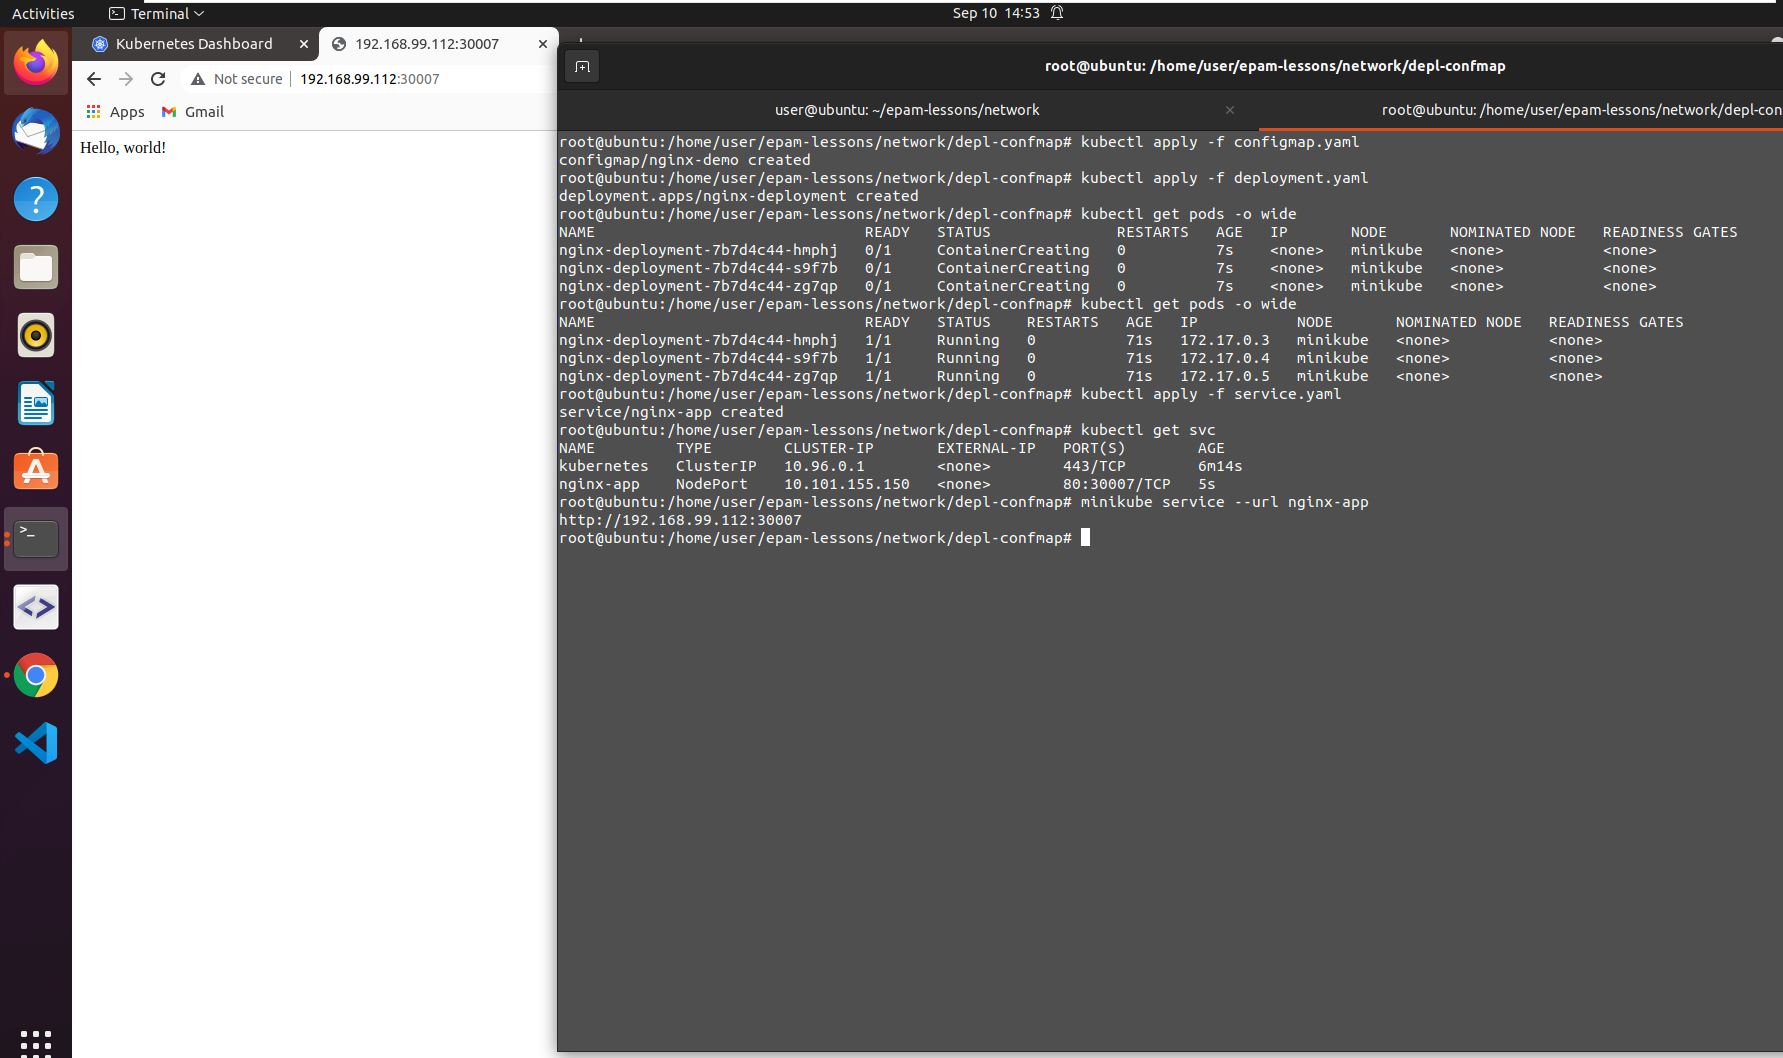 Activities Terminal Sep 10 14:53
Kubernetes Dashboard × 192.168.99.112:30007 ×
Not secure 192.168.99.112:30007
Apps Gmail
Hello, world!
root@ubuntu: /home/user/epam-lessons/network/depl-confmap
user@ubuntu: ~/epam-lessons/network × root@ubuntu: /home/user/epam-lessons/network/depl-con
root@ubuntu:/home/user/epam-lessons/network/depl-confmap# kubectl apply -f configmap.yaml
configmap/nginx-demo created
root@ubuntu:/home/user/epam-lessons/network/depl-confmap# kubectl apply -f deployment.yaml
deployment.apps/nginx-deployment created
root@ubuntu:/home/user/epam-lessons/network/depl-confmap# kubectl get pods -o wide
NAME READY STATUS RESTARTS AGE IP NODE NOMINATED NODE READINESS GATES
nginx-deployment-7b7d4c44-hmphj 0/1 ContainerCreating 0 7s <none> minikube <none> <none>
nginx-deployment-7b7d4c44-s9f7b 0/1 ContainerCreating 0 7s <none> minikube <none> <none>
nginx-deployment-7b7d4c44-zg7qp 0/1 ContainerCreating 0 7s <none> minikube <none> <none>
root@ubuntu:/home/user/epam-lessons/network/depl-confmap# kubectl get pods -o wide
NAME READY STATUS RESTARTS AGE IP NODE NOMINATED NODE READINESS GATES
nginx-deployment-7b7d4c44-hmphj 1/1 Running 0 71s 172.17.0.3 minikube <none> <none>
nginx-deployment-7b7d4c44-s9f7b 1/1 Running 0 71s 172.17.0.4 minikube <none> <none>
nginx-deployment-7b7d4c44-zg7qp 1/1 Running 0 71s 172.17.0.5 minikube <none> <none>
root@ubuntu:/home/user/epam-lessons/network/depl-confmap# kubectl apply -f service.yaml
service/nginx-app created
root@ubuntu:/home/user/epam-lessons/network/depl-confmap# kubectl get svc
NAME TYPE CLUSTER-IP EXTERNAL-IP PORT(S) AGE
kubernetes ClusterIP 10.96.0.1 <none> 443/TCP 6m14s
nginx-app NodePort 10.101.155.150 <none> 80:30007/TCP 5s
root@ubuntu:/home/user/epam-lessons/network/depl-confmap# minikube service --url nginx-app
http://192.168.99.112:30007
root@ubuntu:/home/user/epam-lessons/network/depl-confmap#